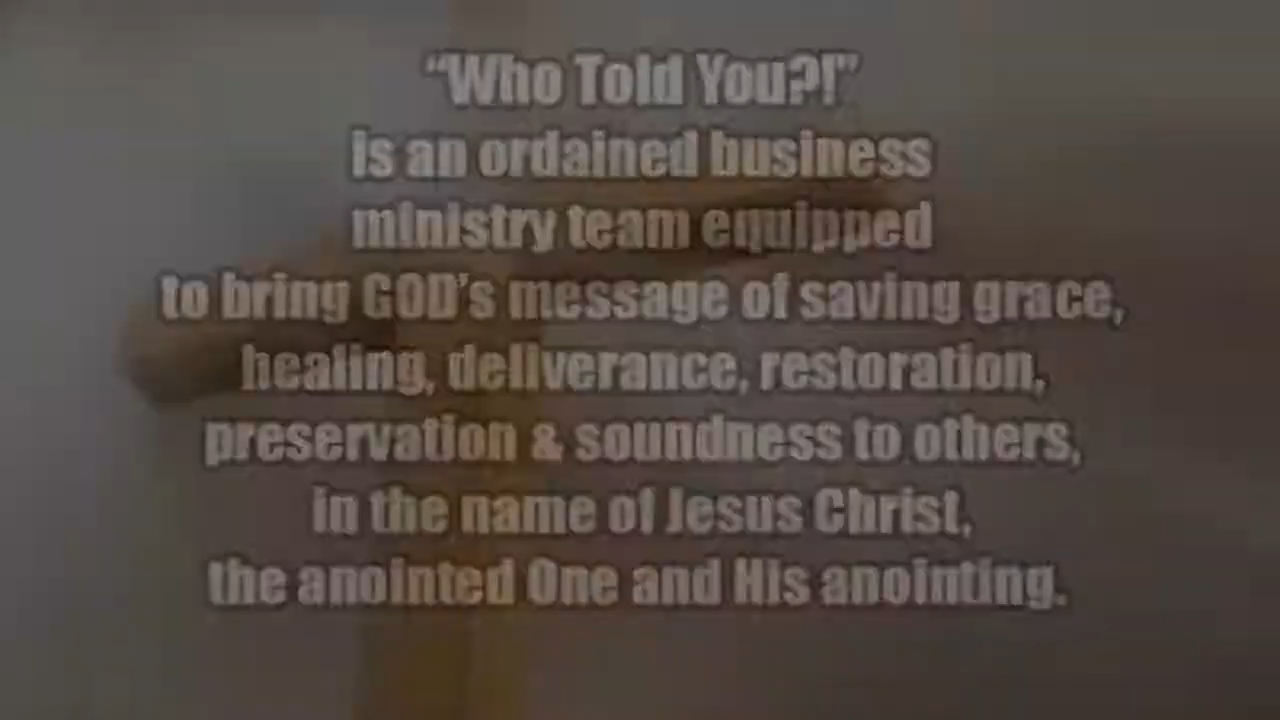 “Who Told You?!”
is an ordained business
ministry team equipped
to bring GOD’s message of saving grace,
healing, deliverance, restoration,
preservation & soundness to others,
in the name of Jesus Christ,
the anointed One and His anointing.